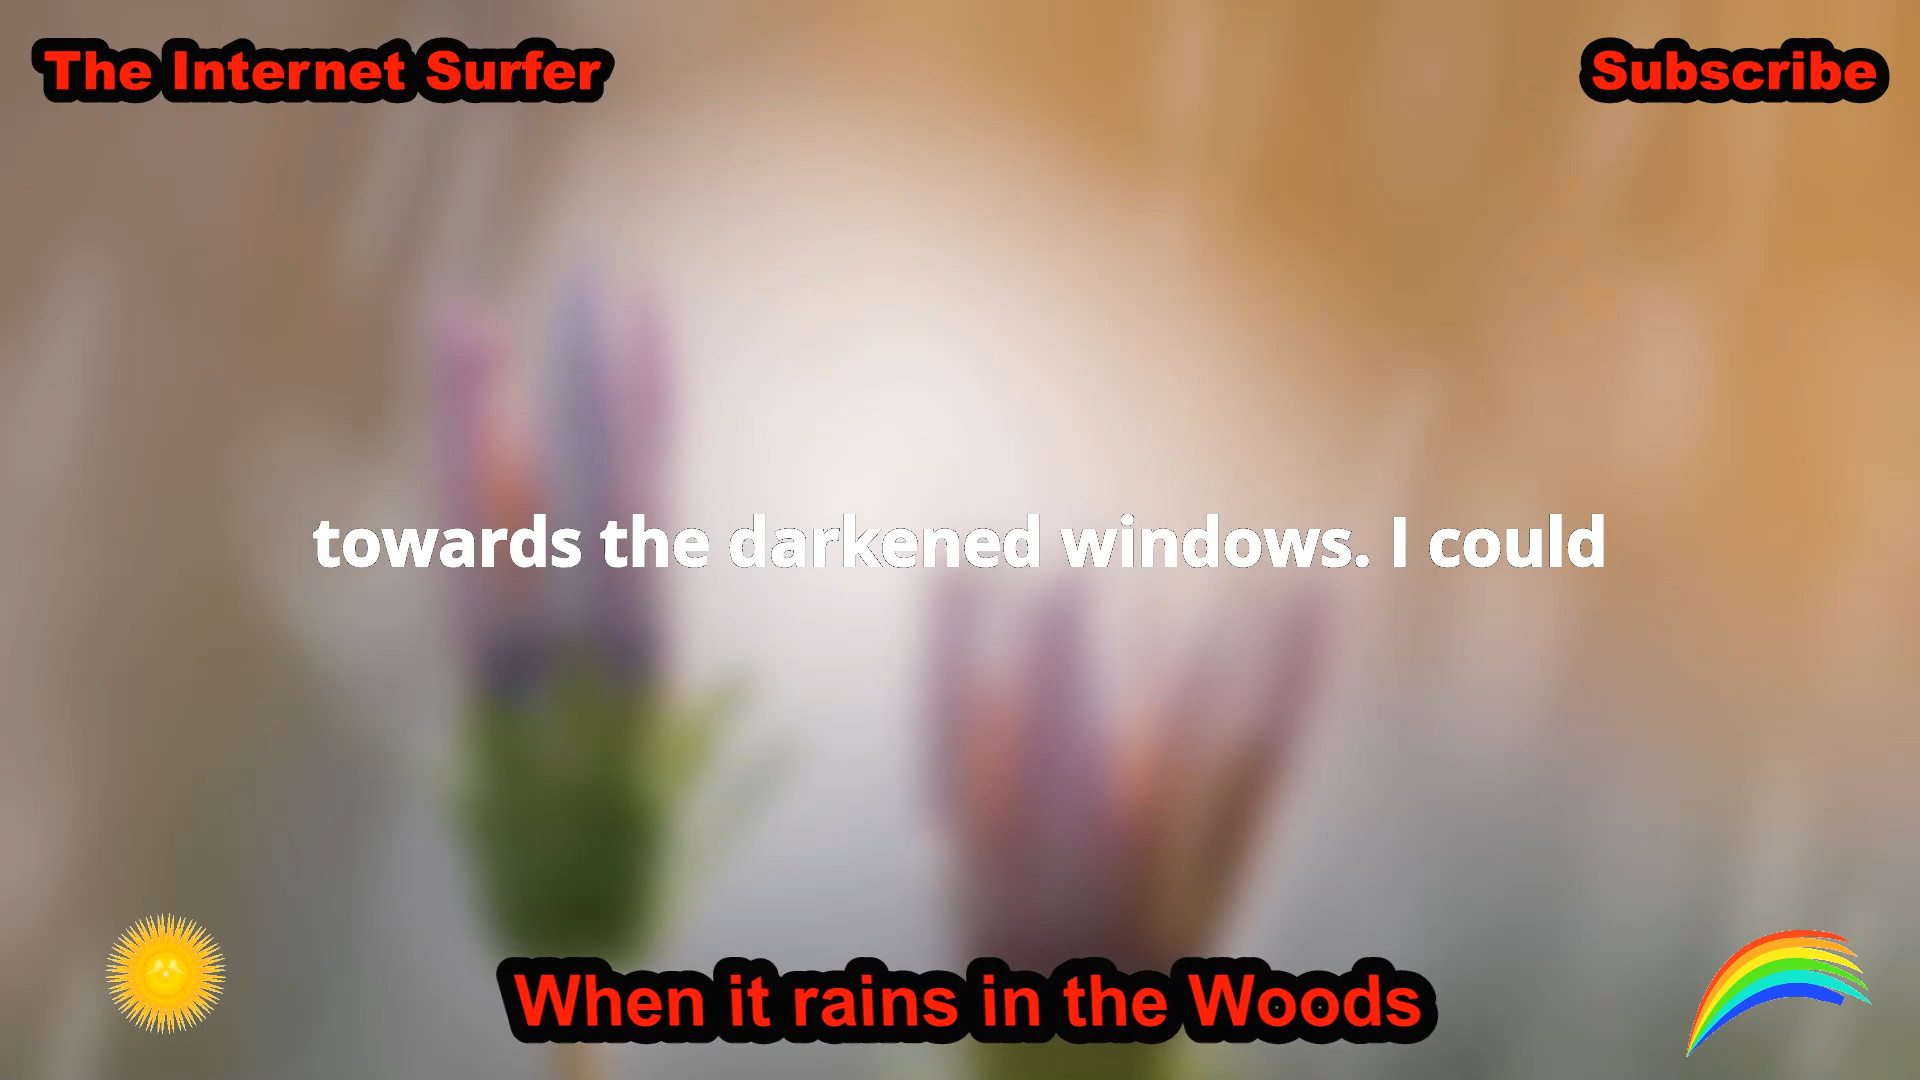 The Internet Surfer
Subscribe
towards the darkened windows. I could
When it rains in the Woods